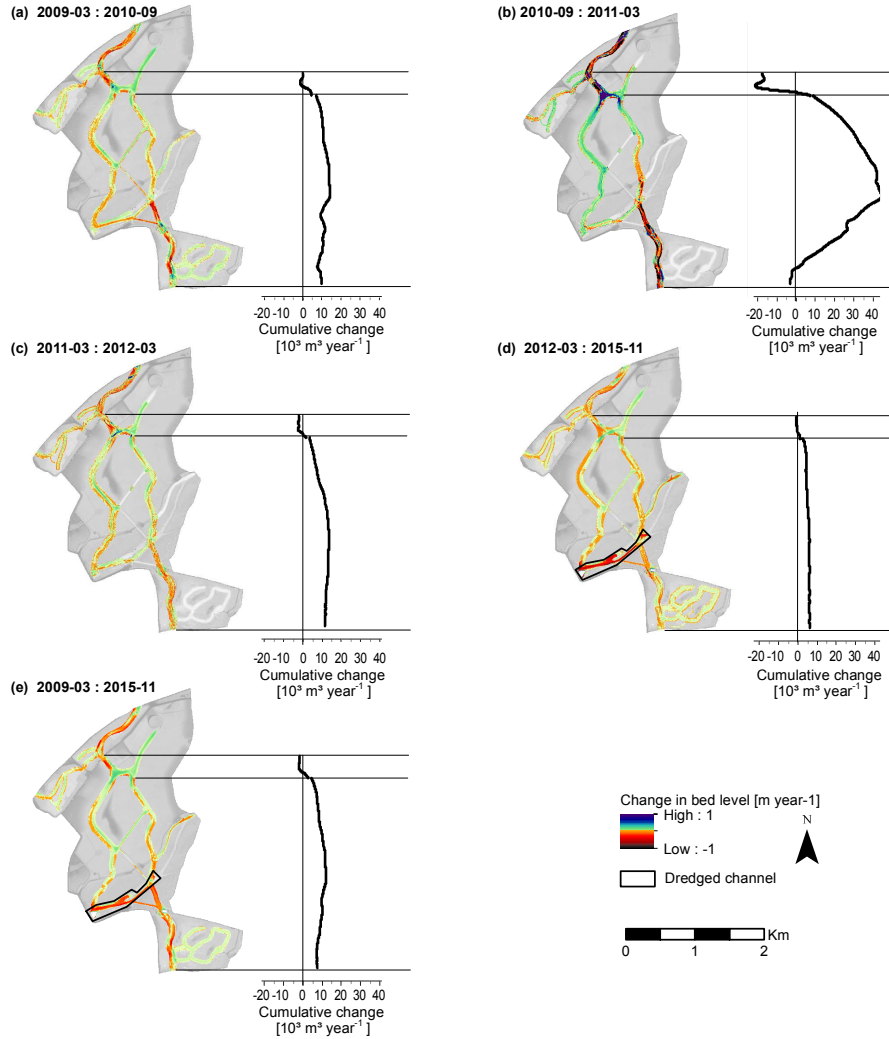 (a) 2009-03 : 2010-09
(b) 2010-09 : 2011-03
-20 -10 0 10 20 30 40
Cumulative change
[10³ m³ year⁻¹ ]
-20 -10 0 10 20 30 40
Cumulative change
[10³ m³ year⁻¹ ]
(c) 2011-03 : 2012-03
(d) 2012-03 : 2015-11
-20 -10 0 10 20 30 40
Cumulative change
[10³ m³ year⁻¹ ]
-20 -10 0 10 20 30 40
Cumulative change
[10³ m³ year⁻¹ ]
(e) 2009-03 : 2015-11
-20 -10 0 10 20 30 40
Cumulative change
[10³ m³ year⁻¹ ]
Change in bed level [m year-1]
High : 1
Low : -1
N
Dredged channel
Km
0 1 2